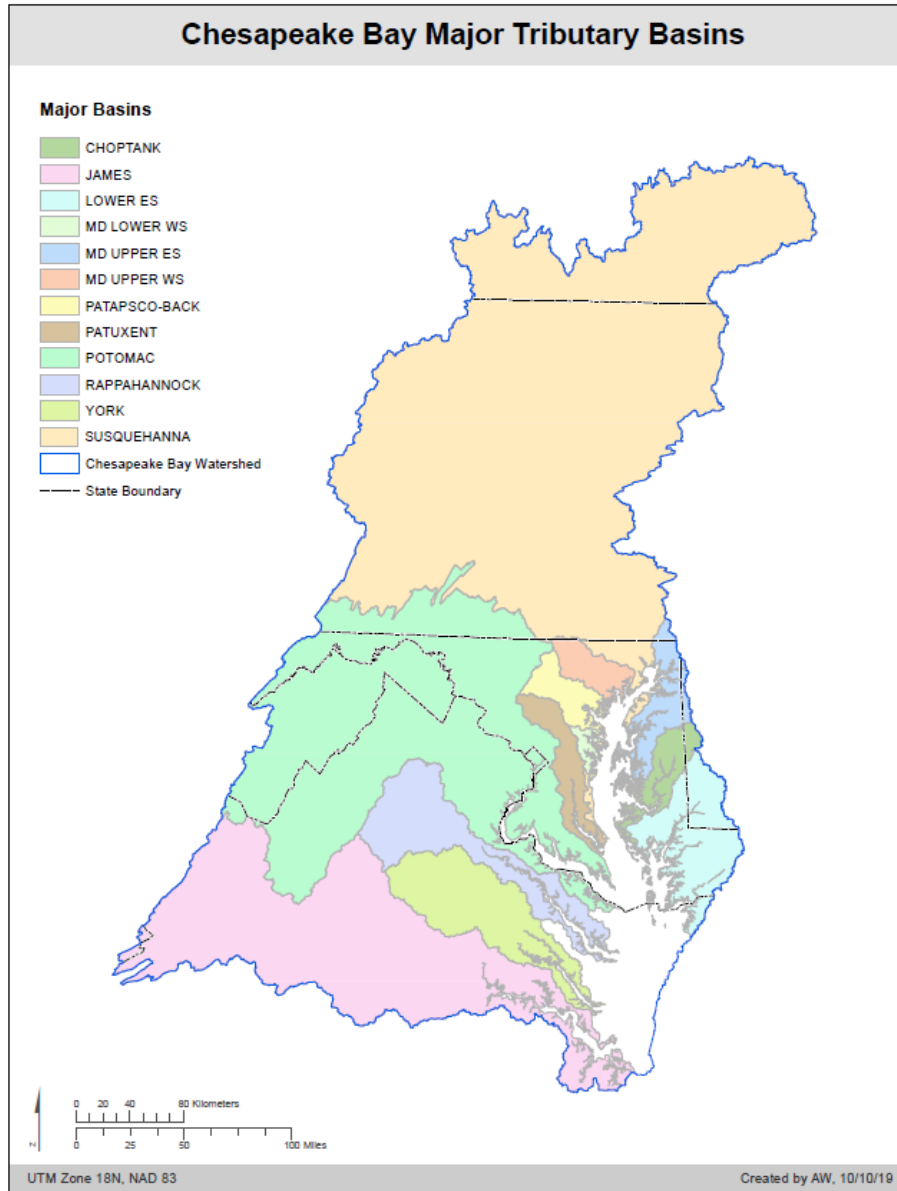 Chesapeake Bay Major Tributary Basins
Major Basins
CHOPTANK
JAMES
LOWER ES
MD LOWER WS
MD UPPER ES
MD UPPER WS
PATAPSCO-BACK
PATUXENT
POTOMAC
RAPPAHANNOCK
YORK
SUSQUEHANNA
Chesapeake Bay Watershed
State Boundary
N
0 20 40 80 Kilometers
0 25 50 100 Miles
UTM Zone 18N, NAD 83
Created by AW, 10/10/19